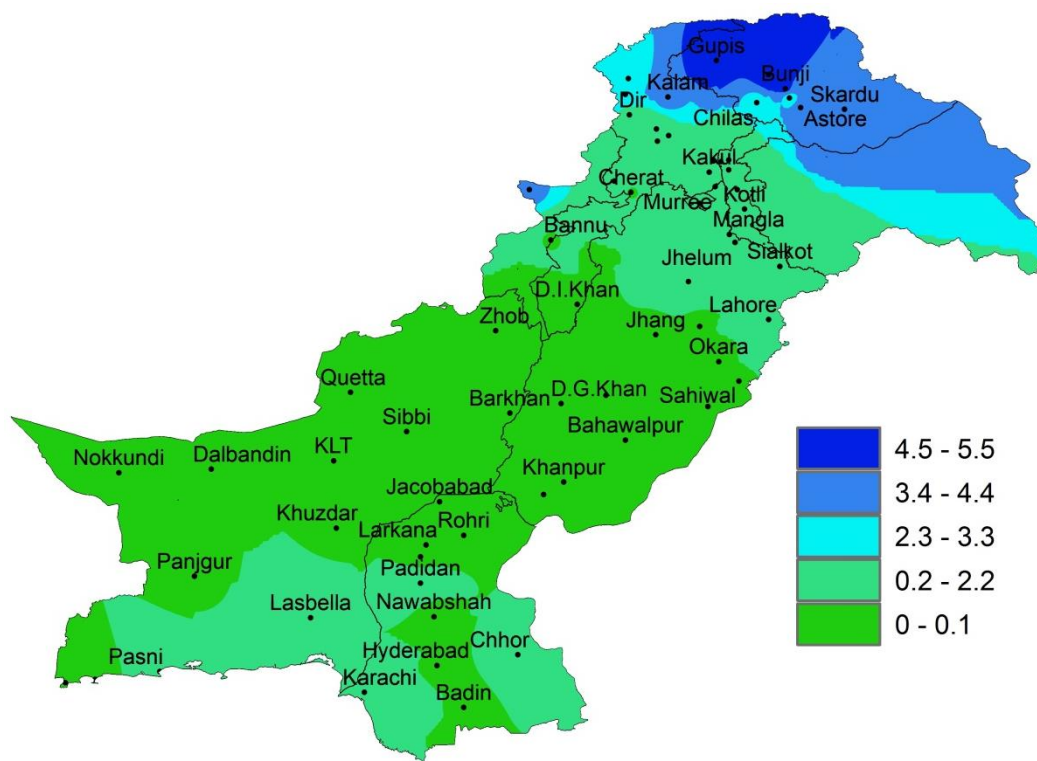 Gupis
Bunji
Kalam
Skardu
Dir
Astore
Chilas
Kakul
Cherat
Kotli
Murree
Mangla
Bannu
Sialkot
Jhelum
D.I.Khan
Lahore
Zhob
Jhang
Okara
Quetta
D.G.Khan
Sahiwal
Barkhan
Sibbi
Bahawalpur
KLT
Nokkundi
Dalbandin
Khanpur
Jacobabad
Khuzdar
Rohri
Larkana
Panjgur
Padidan
Lasbella
Nawabshah
Chhor
Hyderabad
Pasni
Karachi
Badin
4.5 - 5.5
3.4 - 4.4
2.3 - 3.3
0.2 - 2.2
0 - 0.1